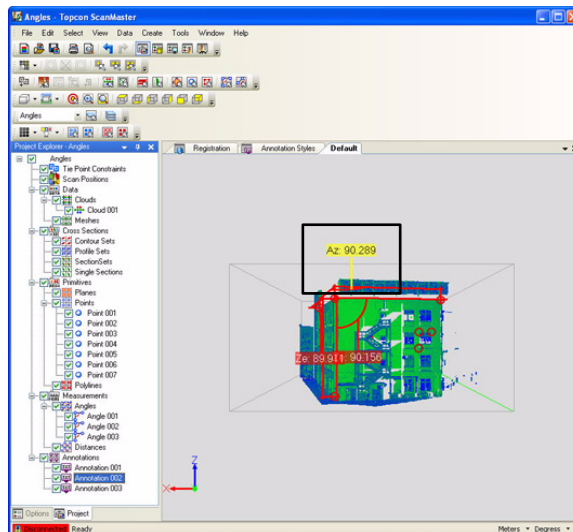 Angles - Topcon ScanMaster
File Edit Select View Data Create Tools Window Help
Angles
Project Explorer - Angles
Registration Annotation Styles Default
Angles
Tie Point Constraints
Scan Positions
Data
Clouds
Cloud 001
Meshes
Cross Sections
Contour Sets
Profile Sets
SectionSets
Single Sections
Primitives
Planes
Points
Point 001
Point 002
Point 003
Point 004
Point 005
Point 006
Point 007
Polylines
Measurements
Angles
Angle 001
Angle 002
Angle 003
Distances
Annotations
Annotation 001
Annotation 002
Annotation 003
Az: 90.289
Ze: 89.911: 90.156
Z
X
Options Project
Disconnected Ready
Meters Degress